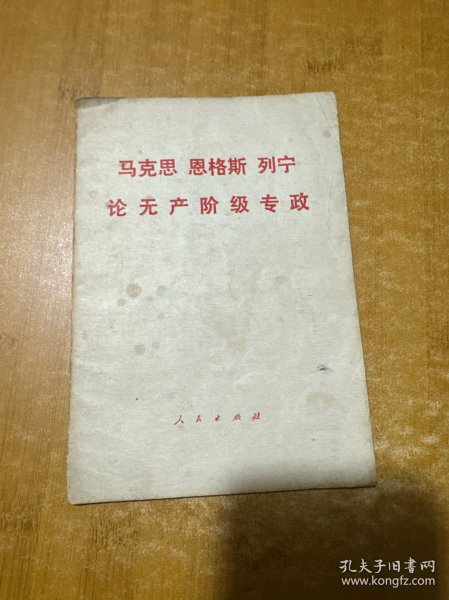 马克思 恩格斯 列宁
论无产阶级专政
人民出版社
孔夫子旧书网
www.kongfz.com